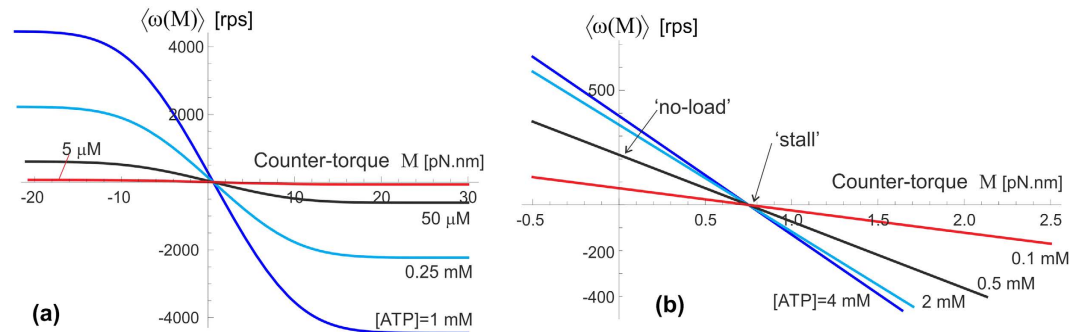 ⟨ω(M)⟩ [rps]
4000
2000
5 μM
Counter-torque M [pN.nm]
-20
-10
10
20
30
50 μM
-2000
0.25 mM
[ATP]=1 mM
-4000
(a)
⟨ω(M)⟩ [rps]
500
‘no-load’
‘stall’
Counter-torque M [pN.nm]
-0.5
0.5
1.0
1.5
2.0
2.5
0.1 mM
-200
0.5 mM
-400
[ATP]=4 mM
2 mM
(b)